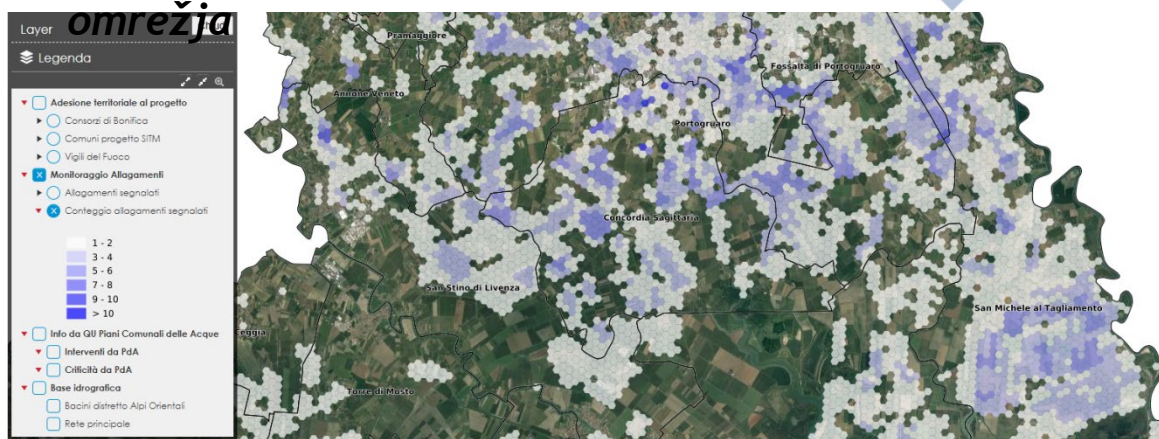 omrežja
Layer
Legenda
Adesione territoriale al progetto
Consorzi di Bonifica
Comuni progetto SITM
Vigili del Fuoco
Monitoraggio Allagamenti
Allagamenti segnalati
Conteggio allagamenti segnalati
1 - 2
3 - 4
5 - 6
7 - 8
9 - 10
> 10
Info da QU Piani Comunali delle Acque
Interventi da PdA
Criticità da PdA
Base idrografica
Bacini distretto Alpi Orientali
Rete principale
Pramaggiore
Fossalta di Portogruaro
Annone Veneto
Portogruaro
Concordia Sagittaria
San Stino di Livenza
San Michele al Tagliamento
Ceggia
Torre di Mosto